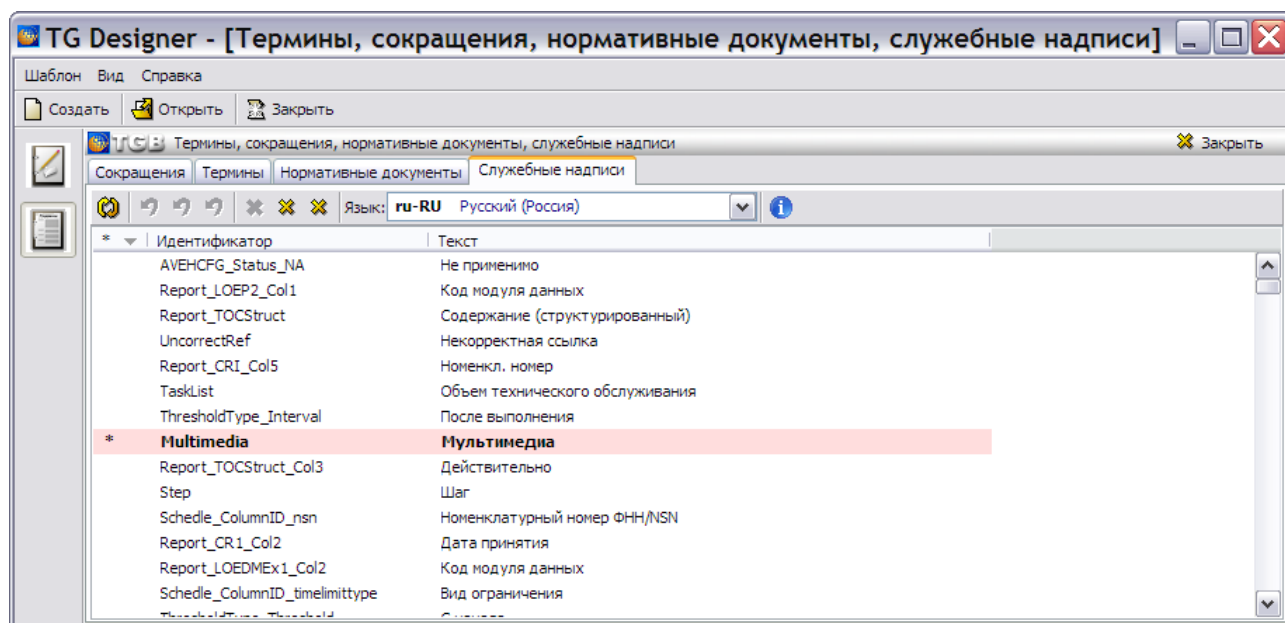 TG Designer - [Термины, сокращения, нормативные документы, служебные надписи]
Шаблон Вид Справка
Создать Открыть Закрыть
TGB Термины, сокращения, нормативные документы, служебные надписи Закрыть
Сокращения Термины Нормативные документы Служебные надписи
Язык: ru-RU Русский (Россия)
* Идентификатор Текст
AVEHCFG_Status_NA Не применимо
Report_LOEP2_Col1 Код модуля данных
Report_TOCStruct Содержание (структурированный)
UncorrectRef Некорректная ссылка
Report_CRI_Col5 Номенкл. номер
TaskList Объем технического обслуживания
ThresholdType_Interval После выполнения
* Multimedia Мультимедиа
Report_TOCStruct_Col3 Действительно
Step Шаг
Schedle_ColumnID_nsn Номенклатурный номер ФНН/NSN
Report_CR1_Col2 Дата принятия
Report_LOEDMEx1_Col2 Код модуля данных
Schedle_ColumnID_timelimittype Вид ограничения
ThresholdType_Threshold